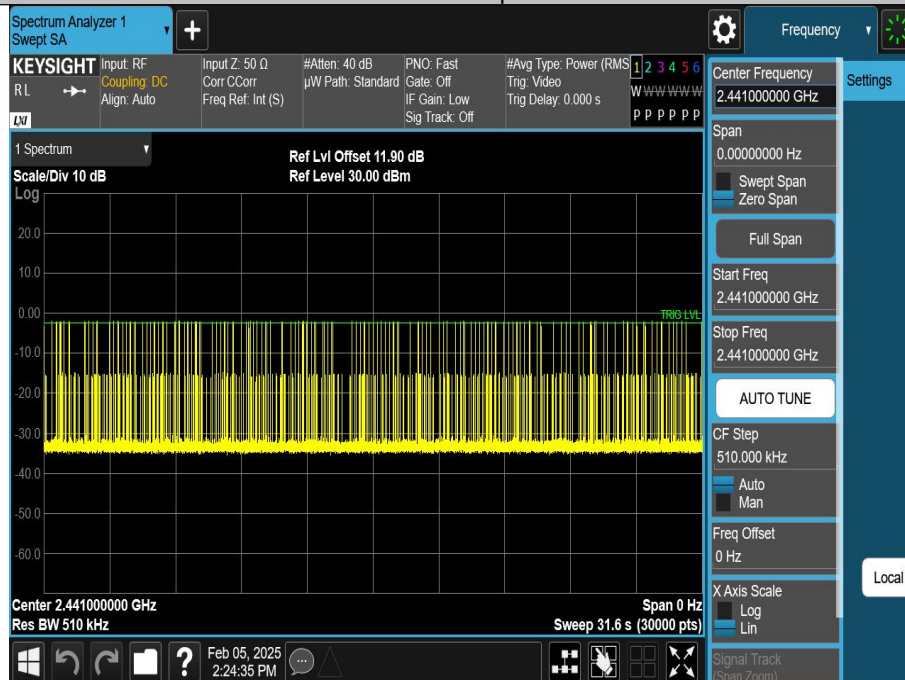 Spectrum Analyzer 1
Swept SA
+
Frequency
KEYSIGHT
RL
LXI
Input: RF
Coupling: DC
Align: Auto
Input Z: 50 Ω
Corr CCorr
Freq Ref: Int (S)
#Atten: 40 dB
µW Path: Standard
PNO: Fast
Gate: Off
IF Gain: Low
Sig Track: Off
#Avg Type: Power (RMS
Trig: Video
Trig Delay: 0.000 s
1 2 3 4 5 6
W W W W W W
P P P P P P
1 Spectrum
Scale/Div 10 dB
Ref Lvl Offset 11.90 dB
Ref Level 30.00 dBm
Log
20.0
10.0
0.00
TRIG LVL
-10.0
-20.0
-30.0
-40.0
-50.0
-60.0
Center 2.441000000 GHz
Res BW 510 kHz
Span 0 Hz
Sweep 31.6 s (30000 pts)
Center Frequency
2.441000000 GHz
Settings
Span
0.00000000 Hz
Swept Span
Zero Span
Full Span
Start Freq
2.441000000 GHz
Stop Freq
2.441000000 GHz
AUTO TUNE
CF Step
510.000 kHz
Auto
Man
Freq Offset
0 Hz
X Axis Scale
Log
Lin
Local
Signal Track
(Span Zoom)
?
Feb 05, 2025
2:24:35 PM